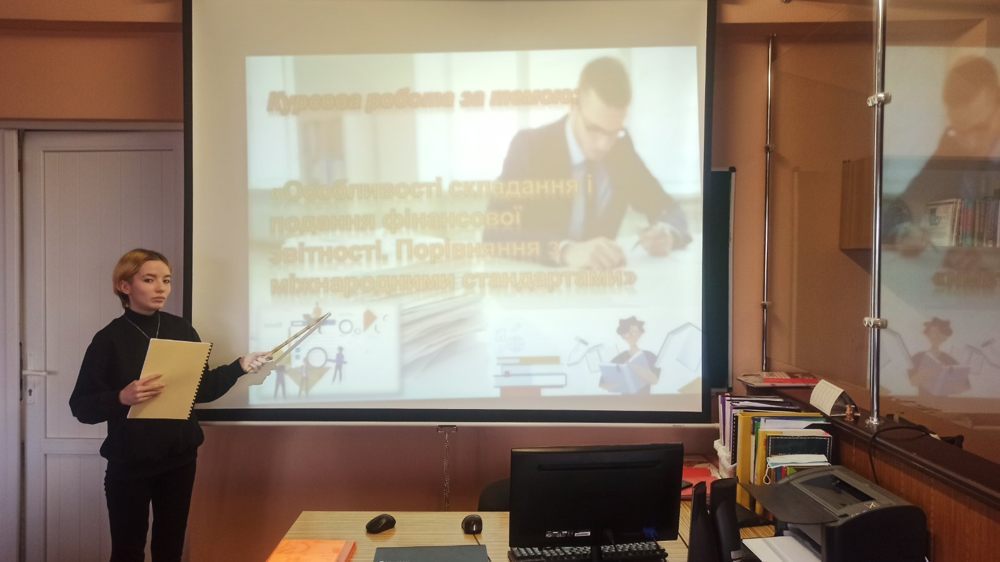 Курсова робота за темою:
«Особливості складання і
подання фінансової
звітності. Порівняння з
міжнародними стандартами»